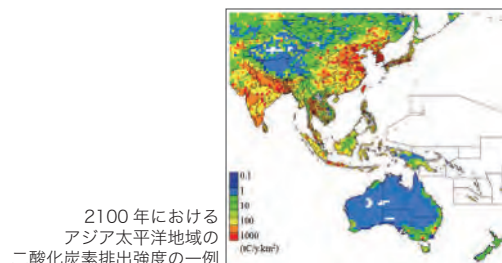 2100 年における
アジア太平洋地域の
二酸化炭素排出強度の一例
0.1
1
10
100
1000
(tC/y.km²)